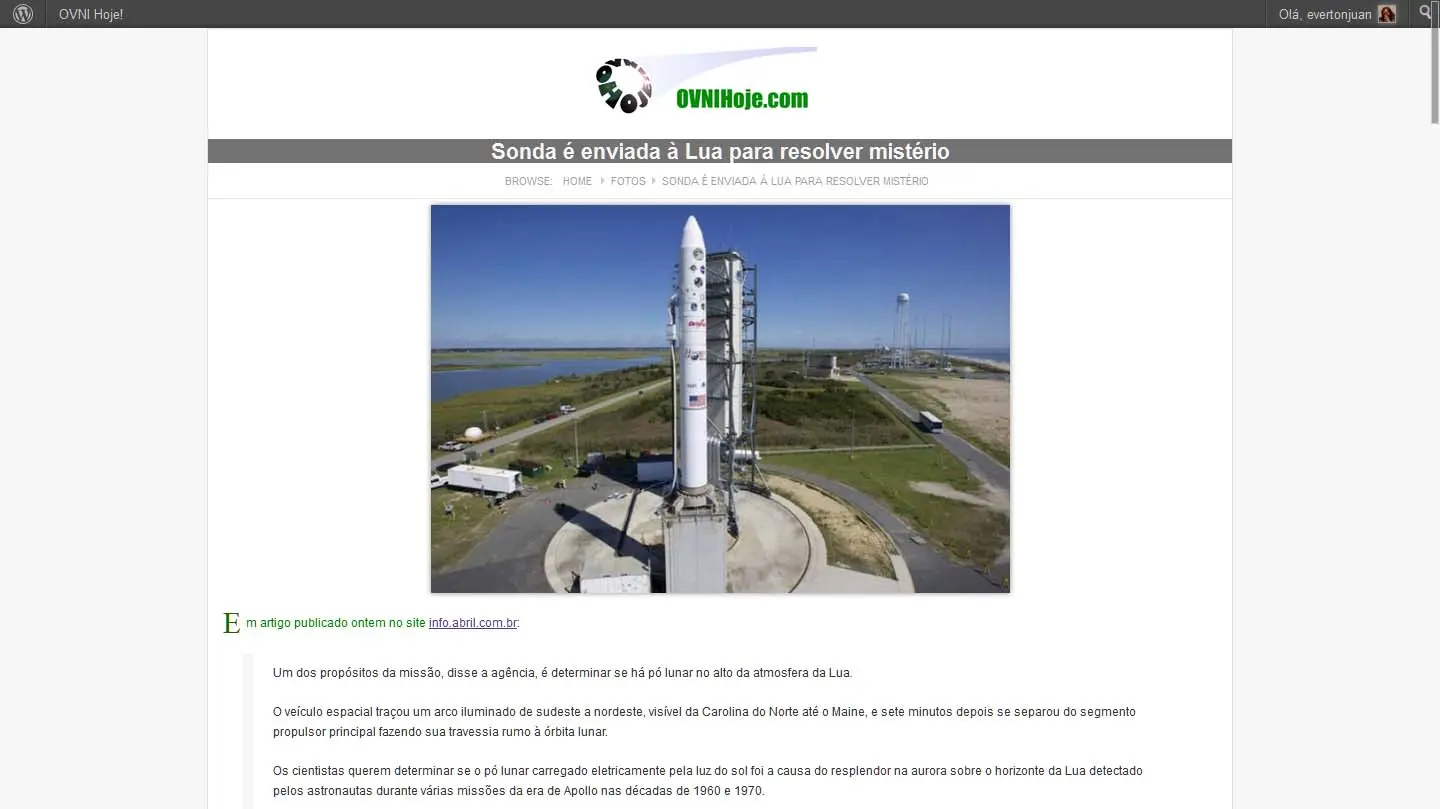 OVNI Hoje!
Olá, evertonjuan
OVNI HOJE
OVNIHoje.com
Sonda é enviada à Lua para resolver mistério
BROWSE: HOME FOTOS SONDA É ENVIADA À LUA PARA RESOLVER MISTÉRIO
Em artigo publicado ontem no site info.abril.com.br:
Um dos propósitos da missão, disse a agência, é determinar se há pó lunar no alto da atmosfera da Lua.
O veículo espacial traçou um arco iluminado de sudeste a nordeste, visível da Carolina do Norte até o Maine, e sete minutos depois se separou do segmento
propulsor principal fazendo sua travessia rumo à órbita lunar.
Os cientistas querem determinar se o pó lunar carregado eletricamente pela luz do sol foi a causa do resplendor na aurora sobre o horizonte da Lua detectado
pelos astronautas durante várias missões da era de Apollo nas décadas de 1960 e 1970.